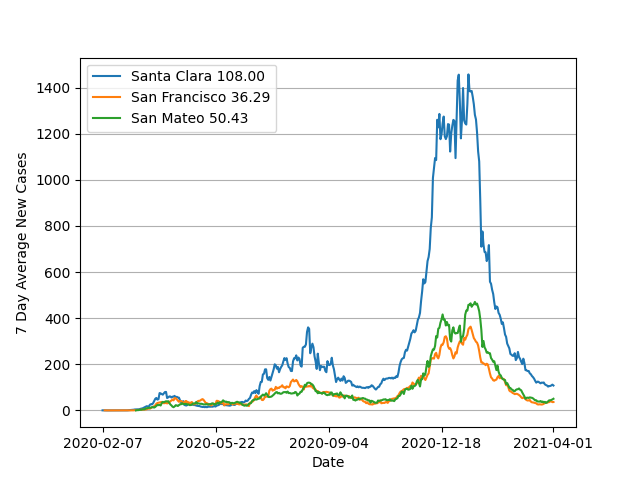 Santa Clara 108.00
San Francisco 36.29
San Mateo 50.43
1400
1200
1000
800
600
400
200
0
7 Day Average New Cases
2020-02-07 2020-05-22 2020-09-04 2020-12-18 2021-04-01
Date